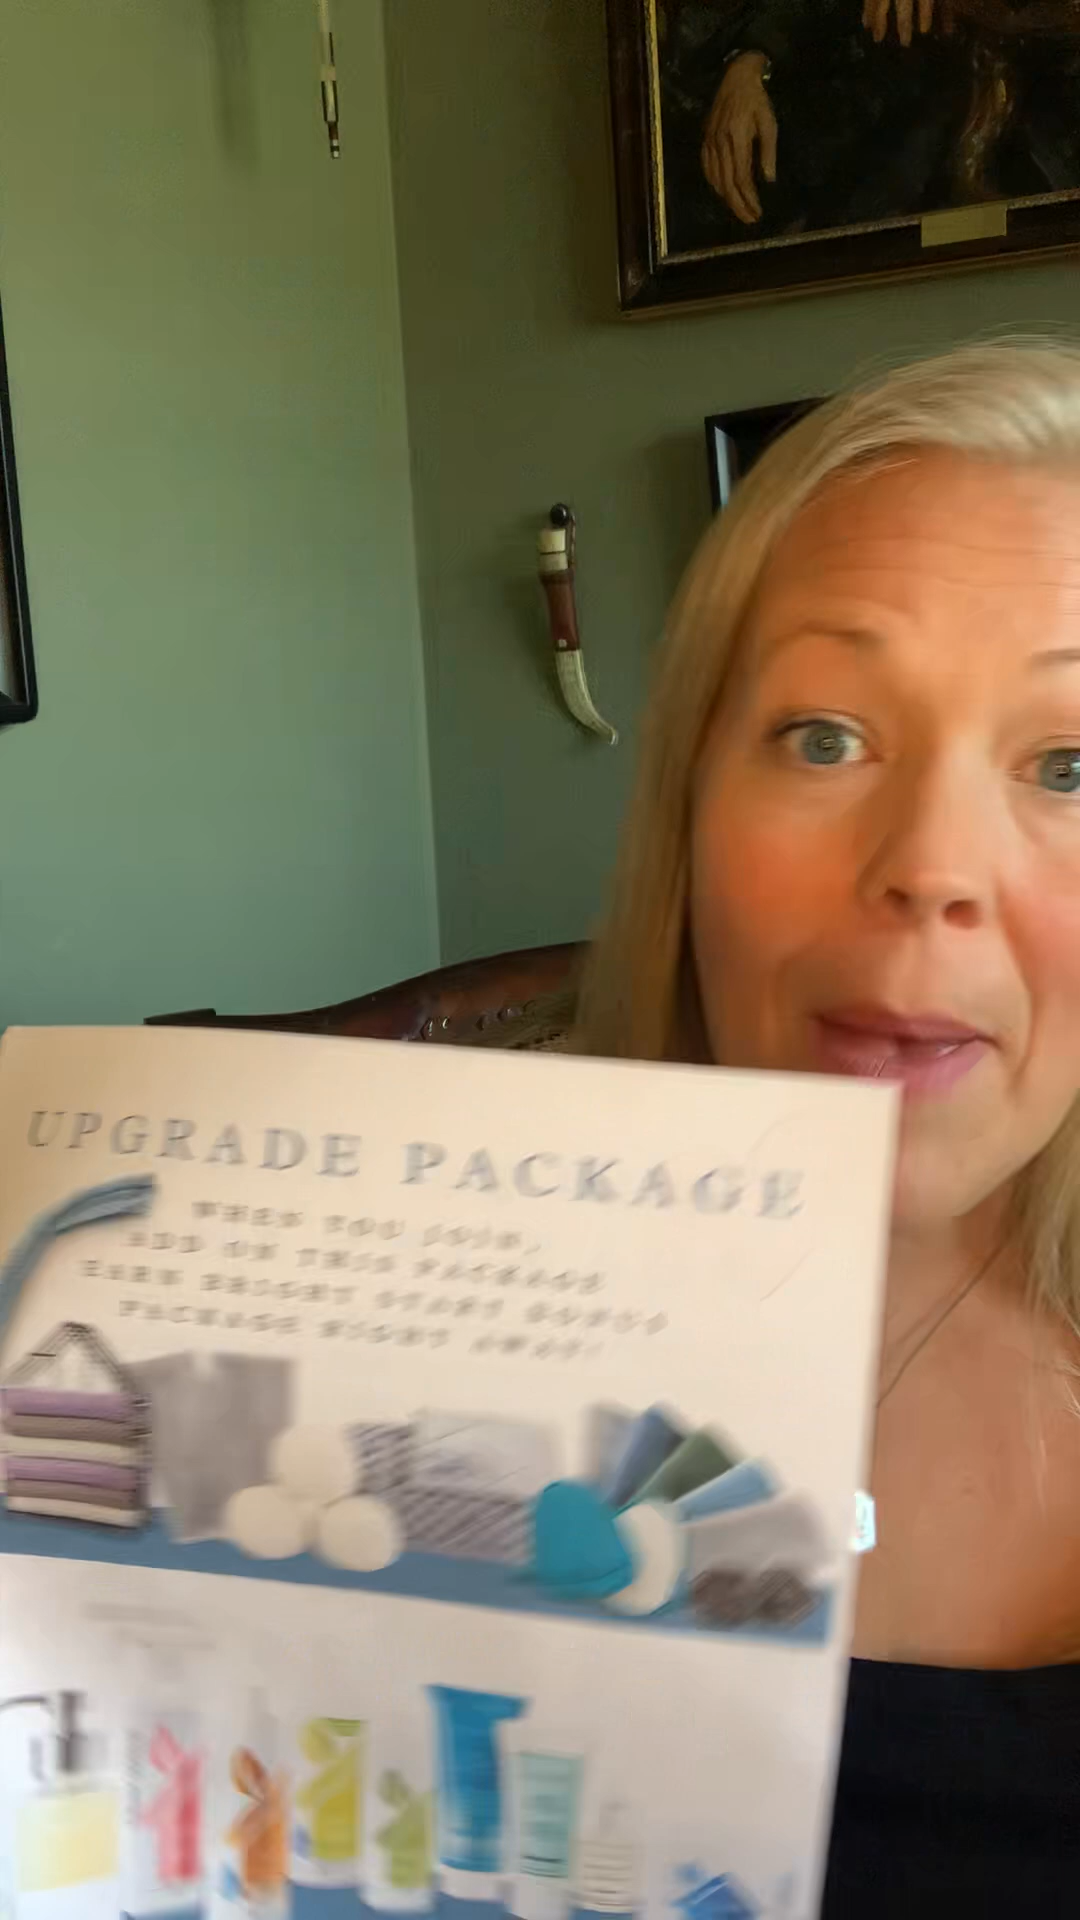 UPGRADE PACKAGE
WHEN YOU JOIN,
ADD ON THIS PACKAGE
EARN BRIGHT START BONUS
PACKAGE RIGHT AWAY!